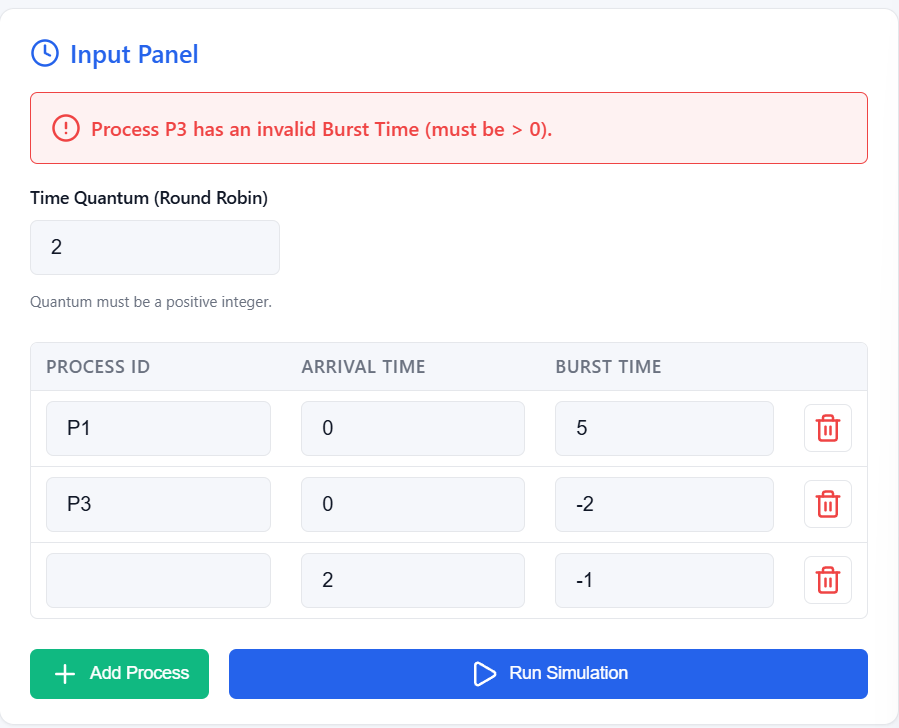 Input Panel
Process P3 has an invalid Burst Time (must be > 0).
Time Quantum (Round Robin)
2
Quantum must be a positive integer.
PROCESS ID ARRIVAL TIME BURST TIME
P1 0 5
P3 0 -2
2 -1
Add Process Run Simulation